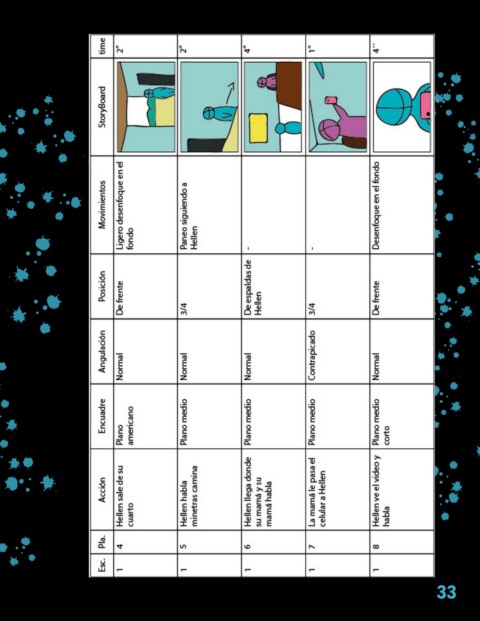 Esc.
Pla.
Acción
Encuadre
Angulación
Posición
Movimientos
StoryBoard
time
1
4
Hellen sale de su
cuarto
Plano
americano
Normal
De frente
Ligero desenfoque en el
fondo
2"
1
5
Hellen habla
minetras camina
Plano medio
Normal
3/4
Paneo siguiendo a
Hellen
2"
1
6
Hellen llega donde
su mamá y su
mamá habla
Plano medio
Normal
De espaldas de
Hellen
-
4"
1
7
La mamá le pasa el
celular a Hellen
Plano medio
Contrapicado
3/4
-
1"
1
8
Hellen ve el video y
habla
Plano medio
corto
Normal
De frente
Desenfoque en el fondo
4"
33